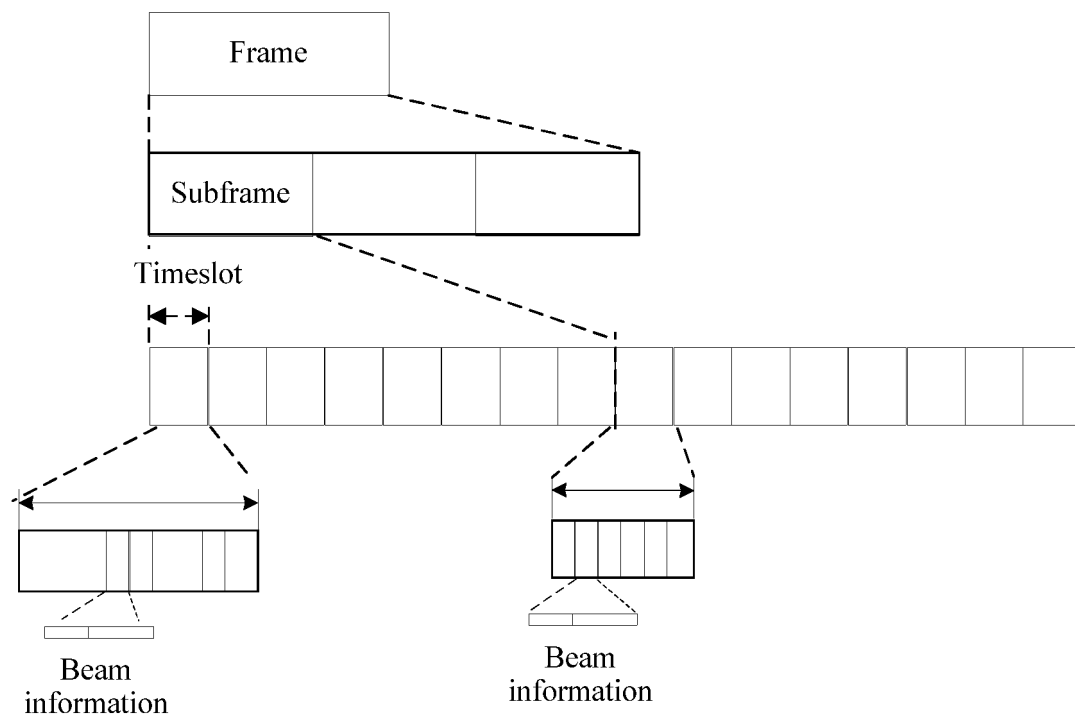 Frame
Subframe
Timeslot
Beam
information
Beam
information